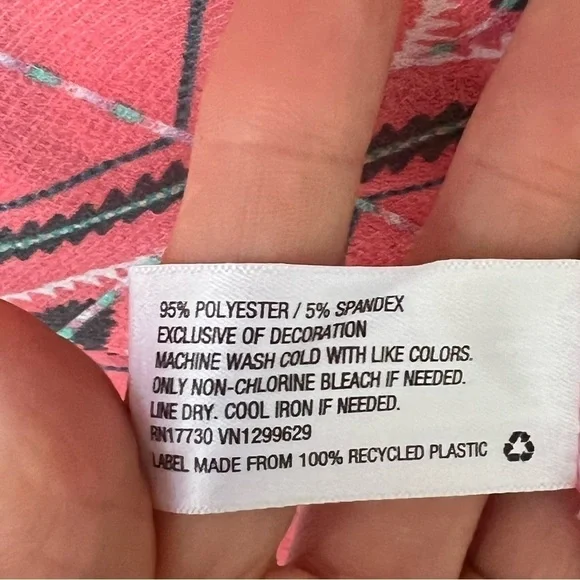 95% POLYESTER / 5% SPANDEX
EXCLUSIVE OF DECORATION
MACHINE WASH COLD WITH LIKE COLORS.
ONLY NON-CHLORINE BLEACH IF NEEDED.
LINE DRY. COOL IRON IF NEEDED.
RN17730 VN1299629
LABEL MADE FROM 100% RECYCLED PLASTIC